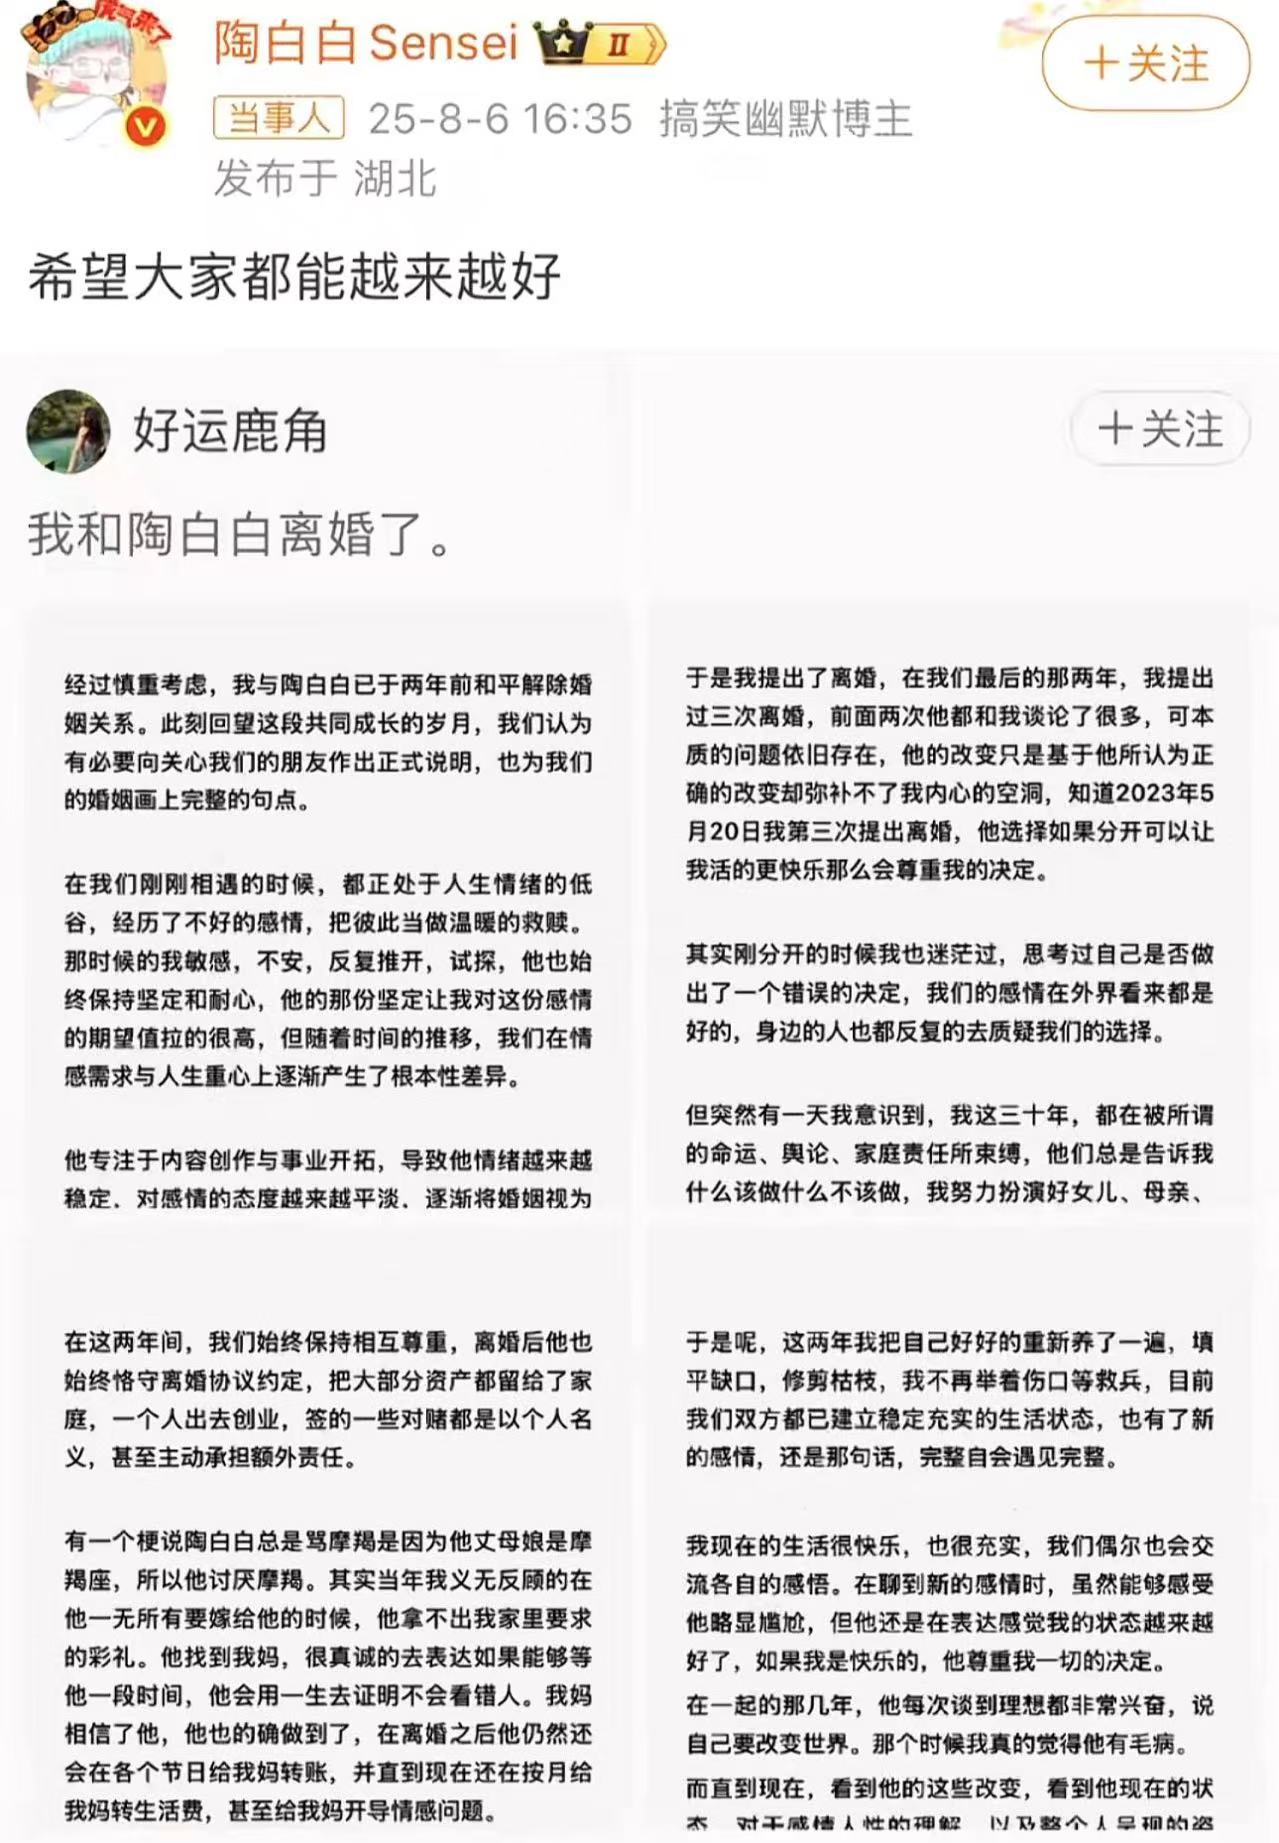 虎气来了
陶白白Sensei
II
+关注
当事人 25-8-6 16:35 搞笑幽默博主
发布于 湖北
希望大家都能越来越好
好运鹿角
+关注
我和陶白白离婚了。
经过慎重考虑，我与陶白白已于两年前和平解除婚
姻关系。此刻回望这段共同成长的岁月，我们认为
有必要向关心我们的朋友作出正式说明，也为我们
的婚姻画上完整的句点。
在我们刚刚相遇的时候，都正处于人生情绪的低
谷，经历了不好的感情，把彼此当做温暖的救赎。
那时候的我敏感，不安，反复推开，试探，他也始
终保持坚定和耐心，他的那份坚定让我对这份感情
的期望值拉的很高，但随着时间的推移，我们在情
感需求与人生重心上逐渐产生了根本性差异。
他专注于内容创作与事业开拓，导致他情绪越来越
稳定，对感情的态度越来越平淡，逐渐将婚姻视为
于是我提出了离婚，在我们最后的那两年，我提出
过三次离婚，前面两次他都和我谈论了很多，可本
质的问题依旧存在，他的改变只是基于他所认为正
确的改变却弥补不了我内心的空洞，知道2023年5
月20日我第三次提出离婚，他选择如果分开可以让
我活的更快乐那么会尊重我的决定。
其实刚分开的时候我也迷茫过，思考过自己是否做
出了一个错误的决定，我们的感情在外界看来都是
好的，身边的人也都反复的去质疑我们的选择。
但突然有一天我意识到，我这三十年，都在被所谓
的命运、舆论、家庭责任所束缚，他们总是告诉我
什么该做什么不该做，我努力扮演好女儿、母亲、
在这两年间，我们始终保持相互尊重，离婚后他也
始终恪守离婚协议约定，把大部分资产都留给了家
庭，一个人出去创业，签的一些对赌都是以个人名
义，甚至主动承担额外责任。
有一个梗说陶白白总是骂摩羯是因为他丈母娘是摩
羯座，所以他讨厌摩羯。其实当年我义无反顾的在
他一无所有要嫁给他的时候，他拿不出我家里要求
的彩礼。他找到我妈，很真诚的去表达如果能够等
他一段时间，他会用一生去证明不会看错人。我妈
相信了他，他也的确做到了，在离婚之后他仍然还
会在各个节日给我妈转账，并直到现在还在按月给
我妈转生活费，甚至给我妈开导情感问题。
于是呢，这两年我把自己好好的重新养了一遍，填
平缺口，修剪枯枝，我不再举着伤口等救兵，目前
我们双方都已建立稳定充实的生活状态，也有了新
的感情，还是那句话，完整自会遇见完整。
我现在的生活很快乐，也很充实，我们偶尔也会交
流各自的感悟。在聊到新的感情时，虽然能够感受
他略显尴尬，但他还是在表达感觉我的状态越来越
好了，如果我是快乐的，他尊重我一切的决定。
在一起的那几年，他每次谈到理想都非常兴奋，说
自己要改变世界。那个时候我真的觉得他有毛病。
而直到现在，看到他的这些改变，看到他现在的状
态，对于感情人性的理解，以及整个人呈现的姿